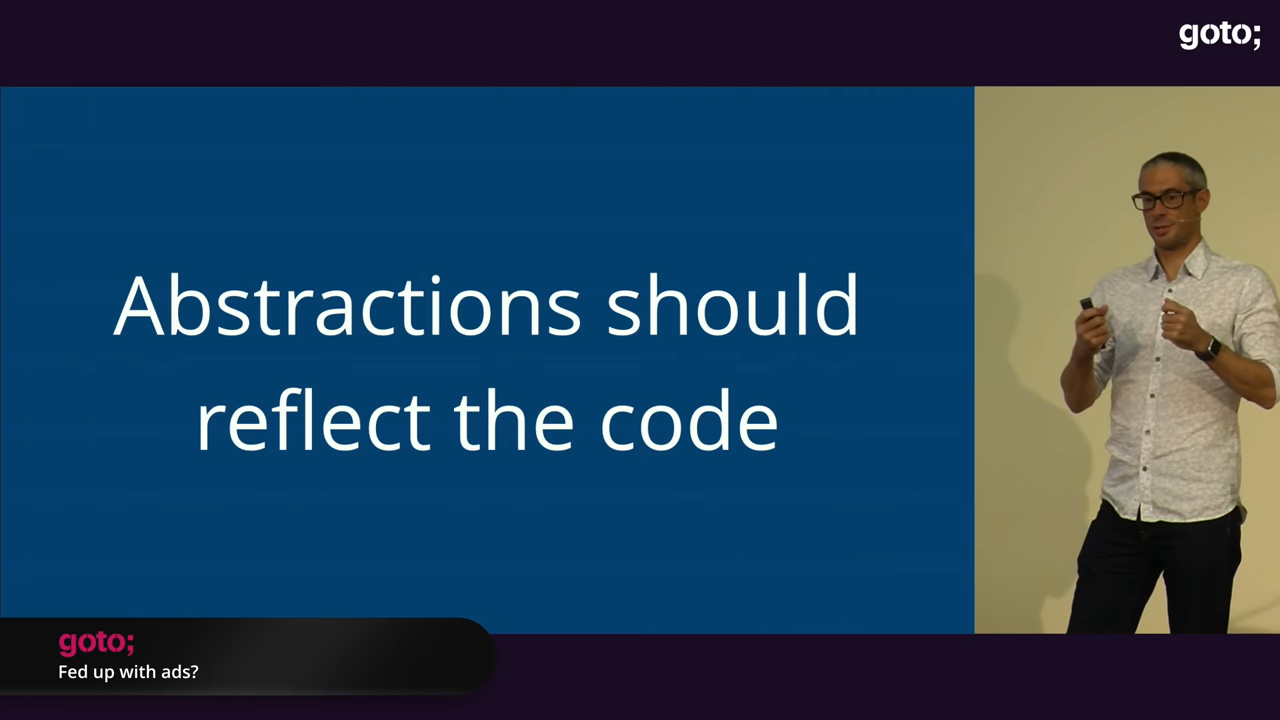 goto;
Abstractions should
reflect the code
goto;
Fed up with ads?